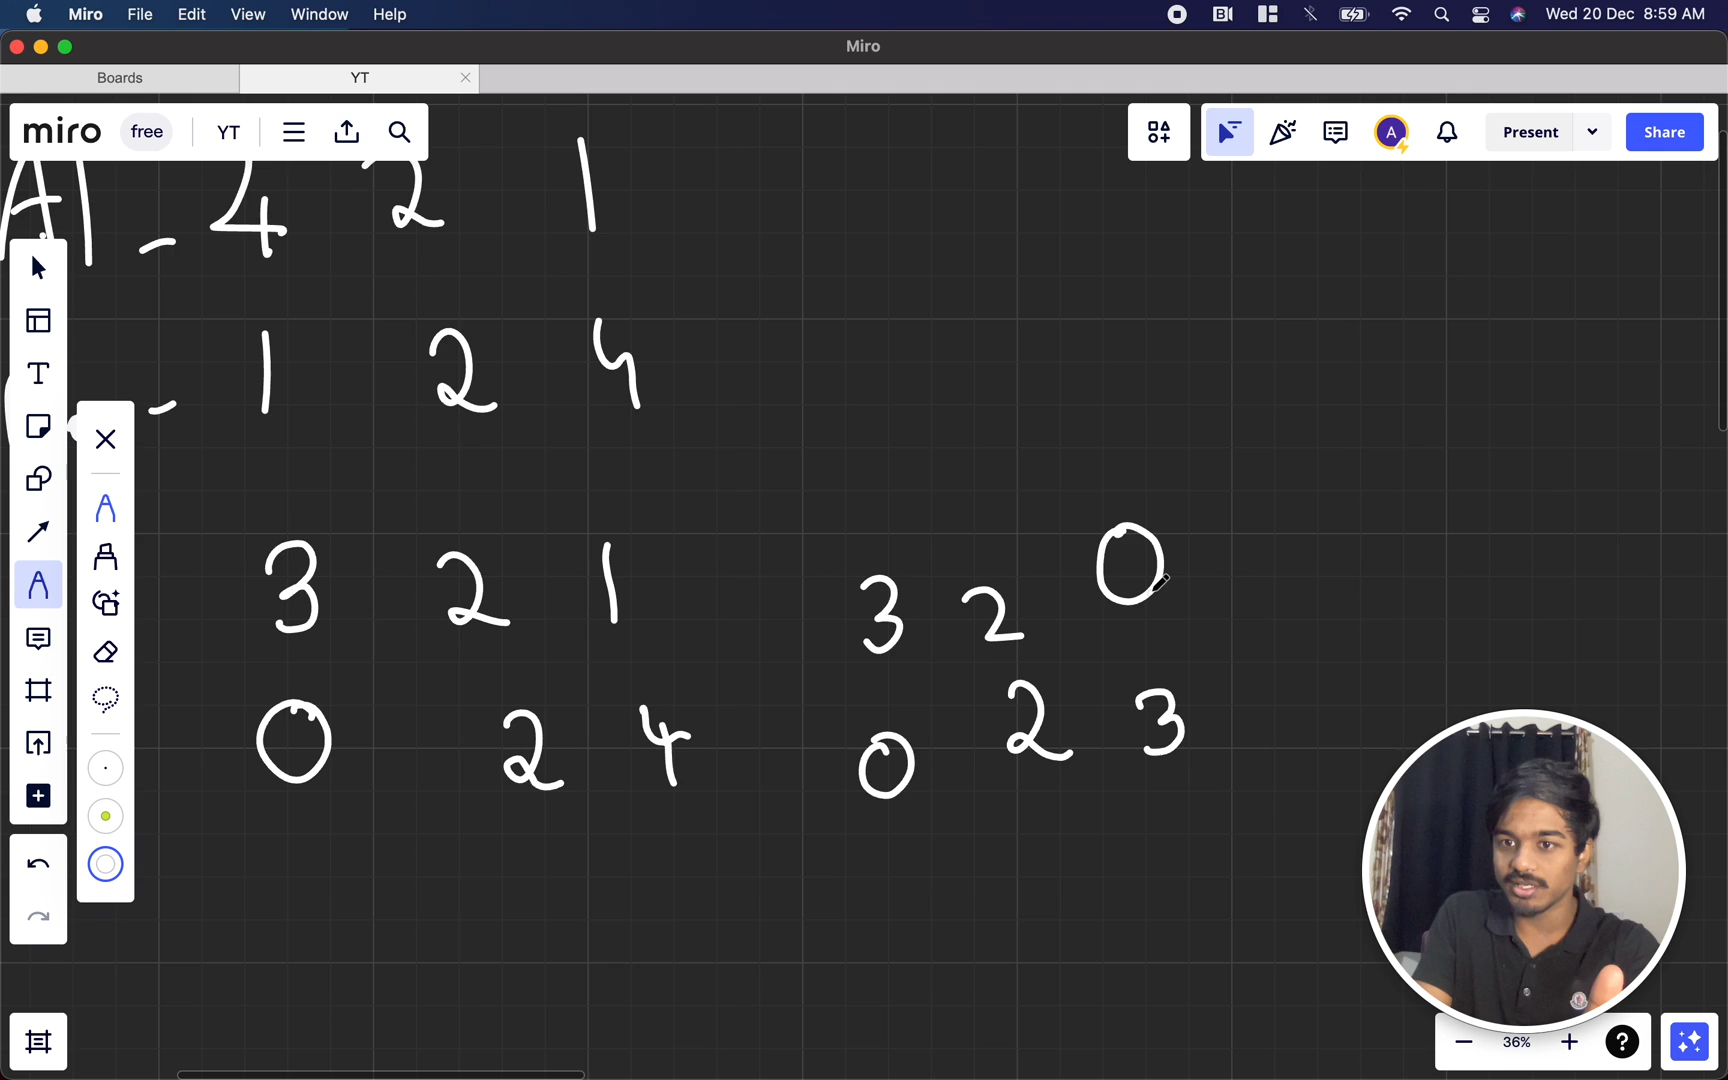 Miro File Edit View Window Help Wed 20 Dec 8:59 AM
Miro
Boards YT
miro free YT Present Share
A A
A1 - 4 2 1
- 1 2 4
3 2 1
3 2 0
0 2 4
0 2 3
36%